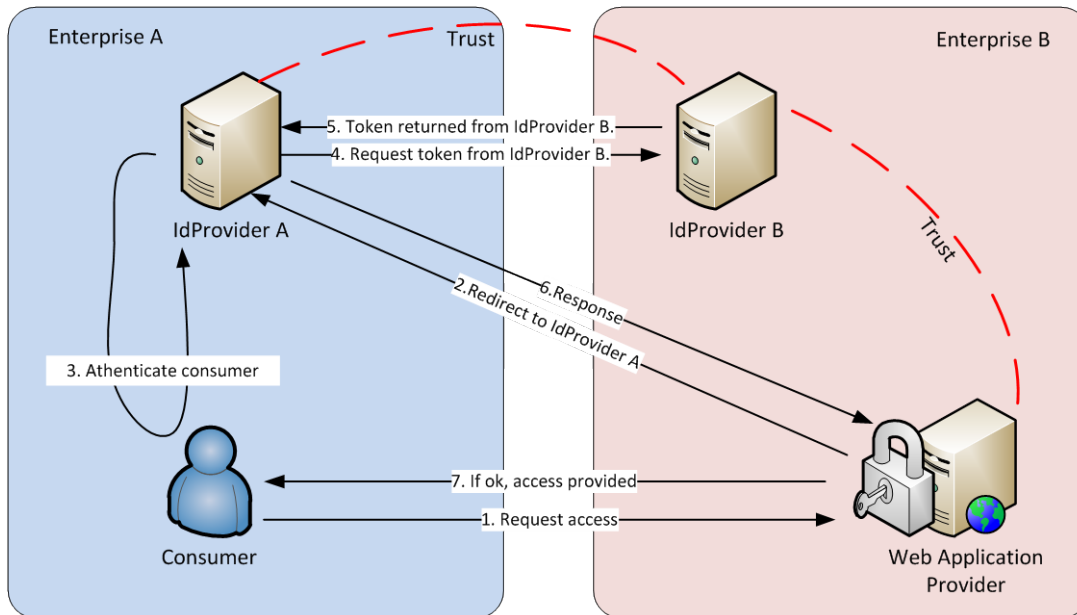 Enterprise A
Trust
Enterprise B
5. Token returned from IdProvider B.
4. Request token from IdProvider B.
IdProvider A
IdProvider B
Trust
6.Response
2.Redirect to IdProvider A
3. Athenticate consumer
7. If ok, access provided
1. Request access
Consumer
Web Application
Provider